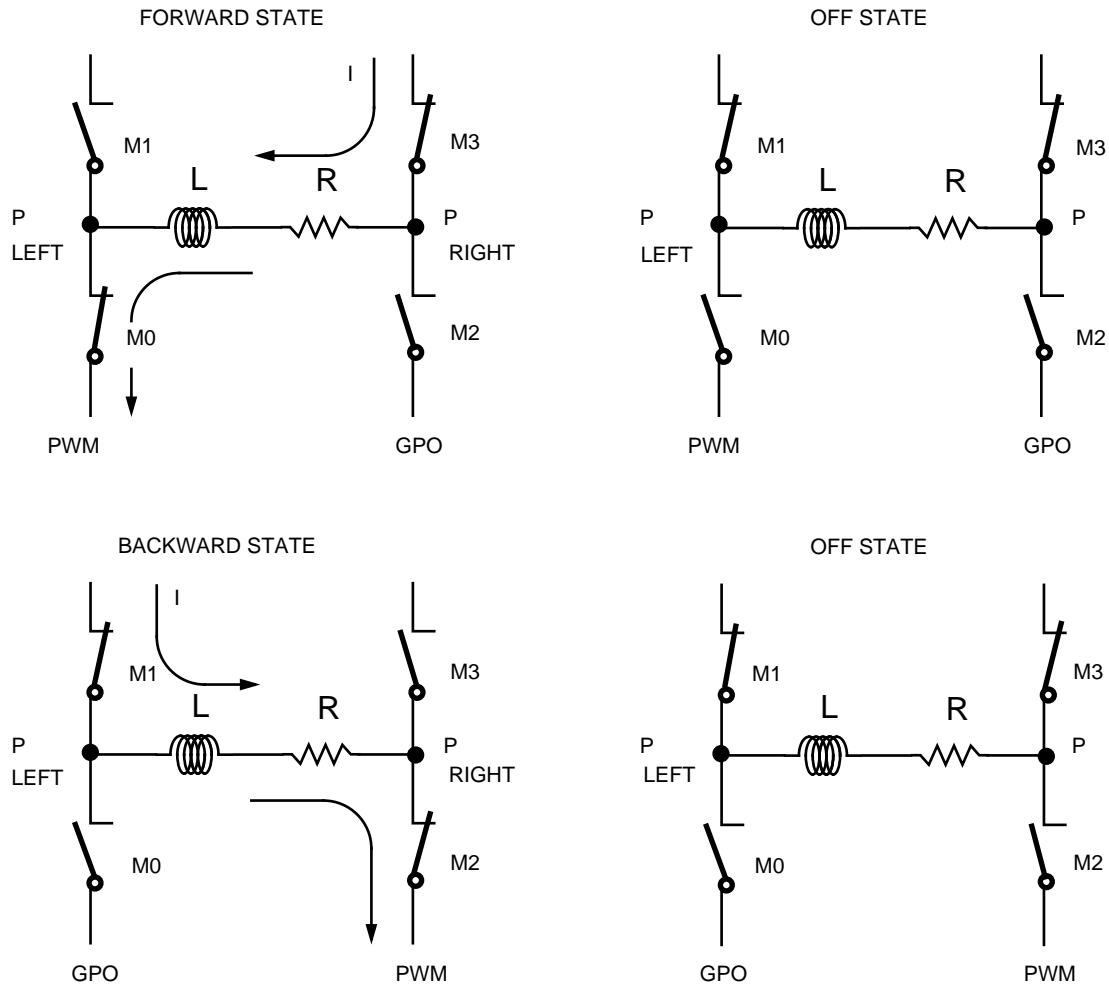 FORWARD STATE
I
M1
M3
L
R
P
LEFT
P
RIGHT
M0
M2
PWM
GPO
OFF STATE
M1
M3
L
R
P
LEFT
P
M0
M2
PWM
GPO
BACKWARD STATE
I
M1
M3
L
R
P
LEFT
P
RIGHT
M0
M2
GPO
PWM
OFF STATE
M1
M3
L
R
P
LEFT
P
M0
M2
GPO
PWM